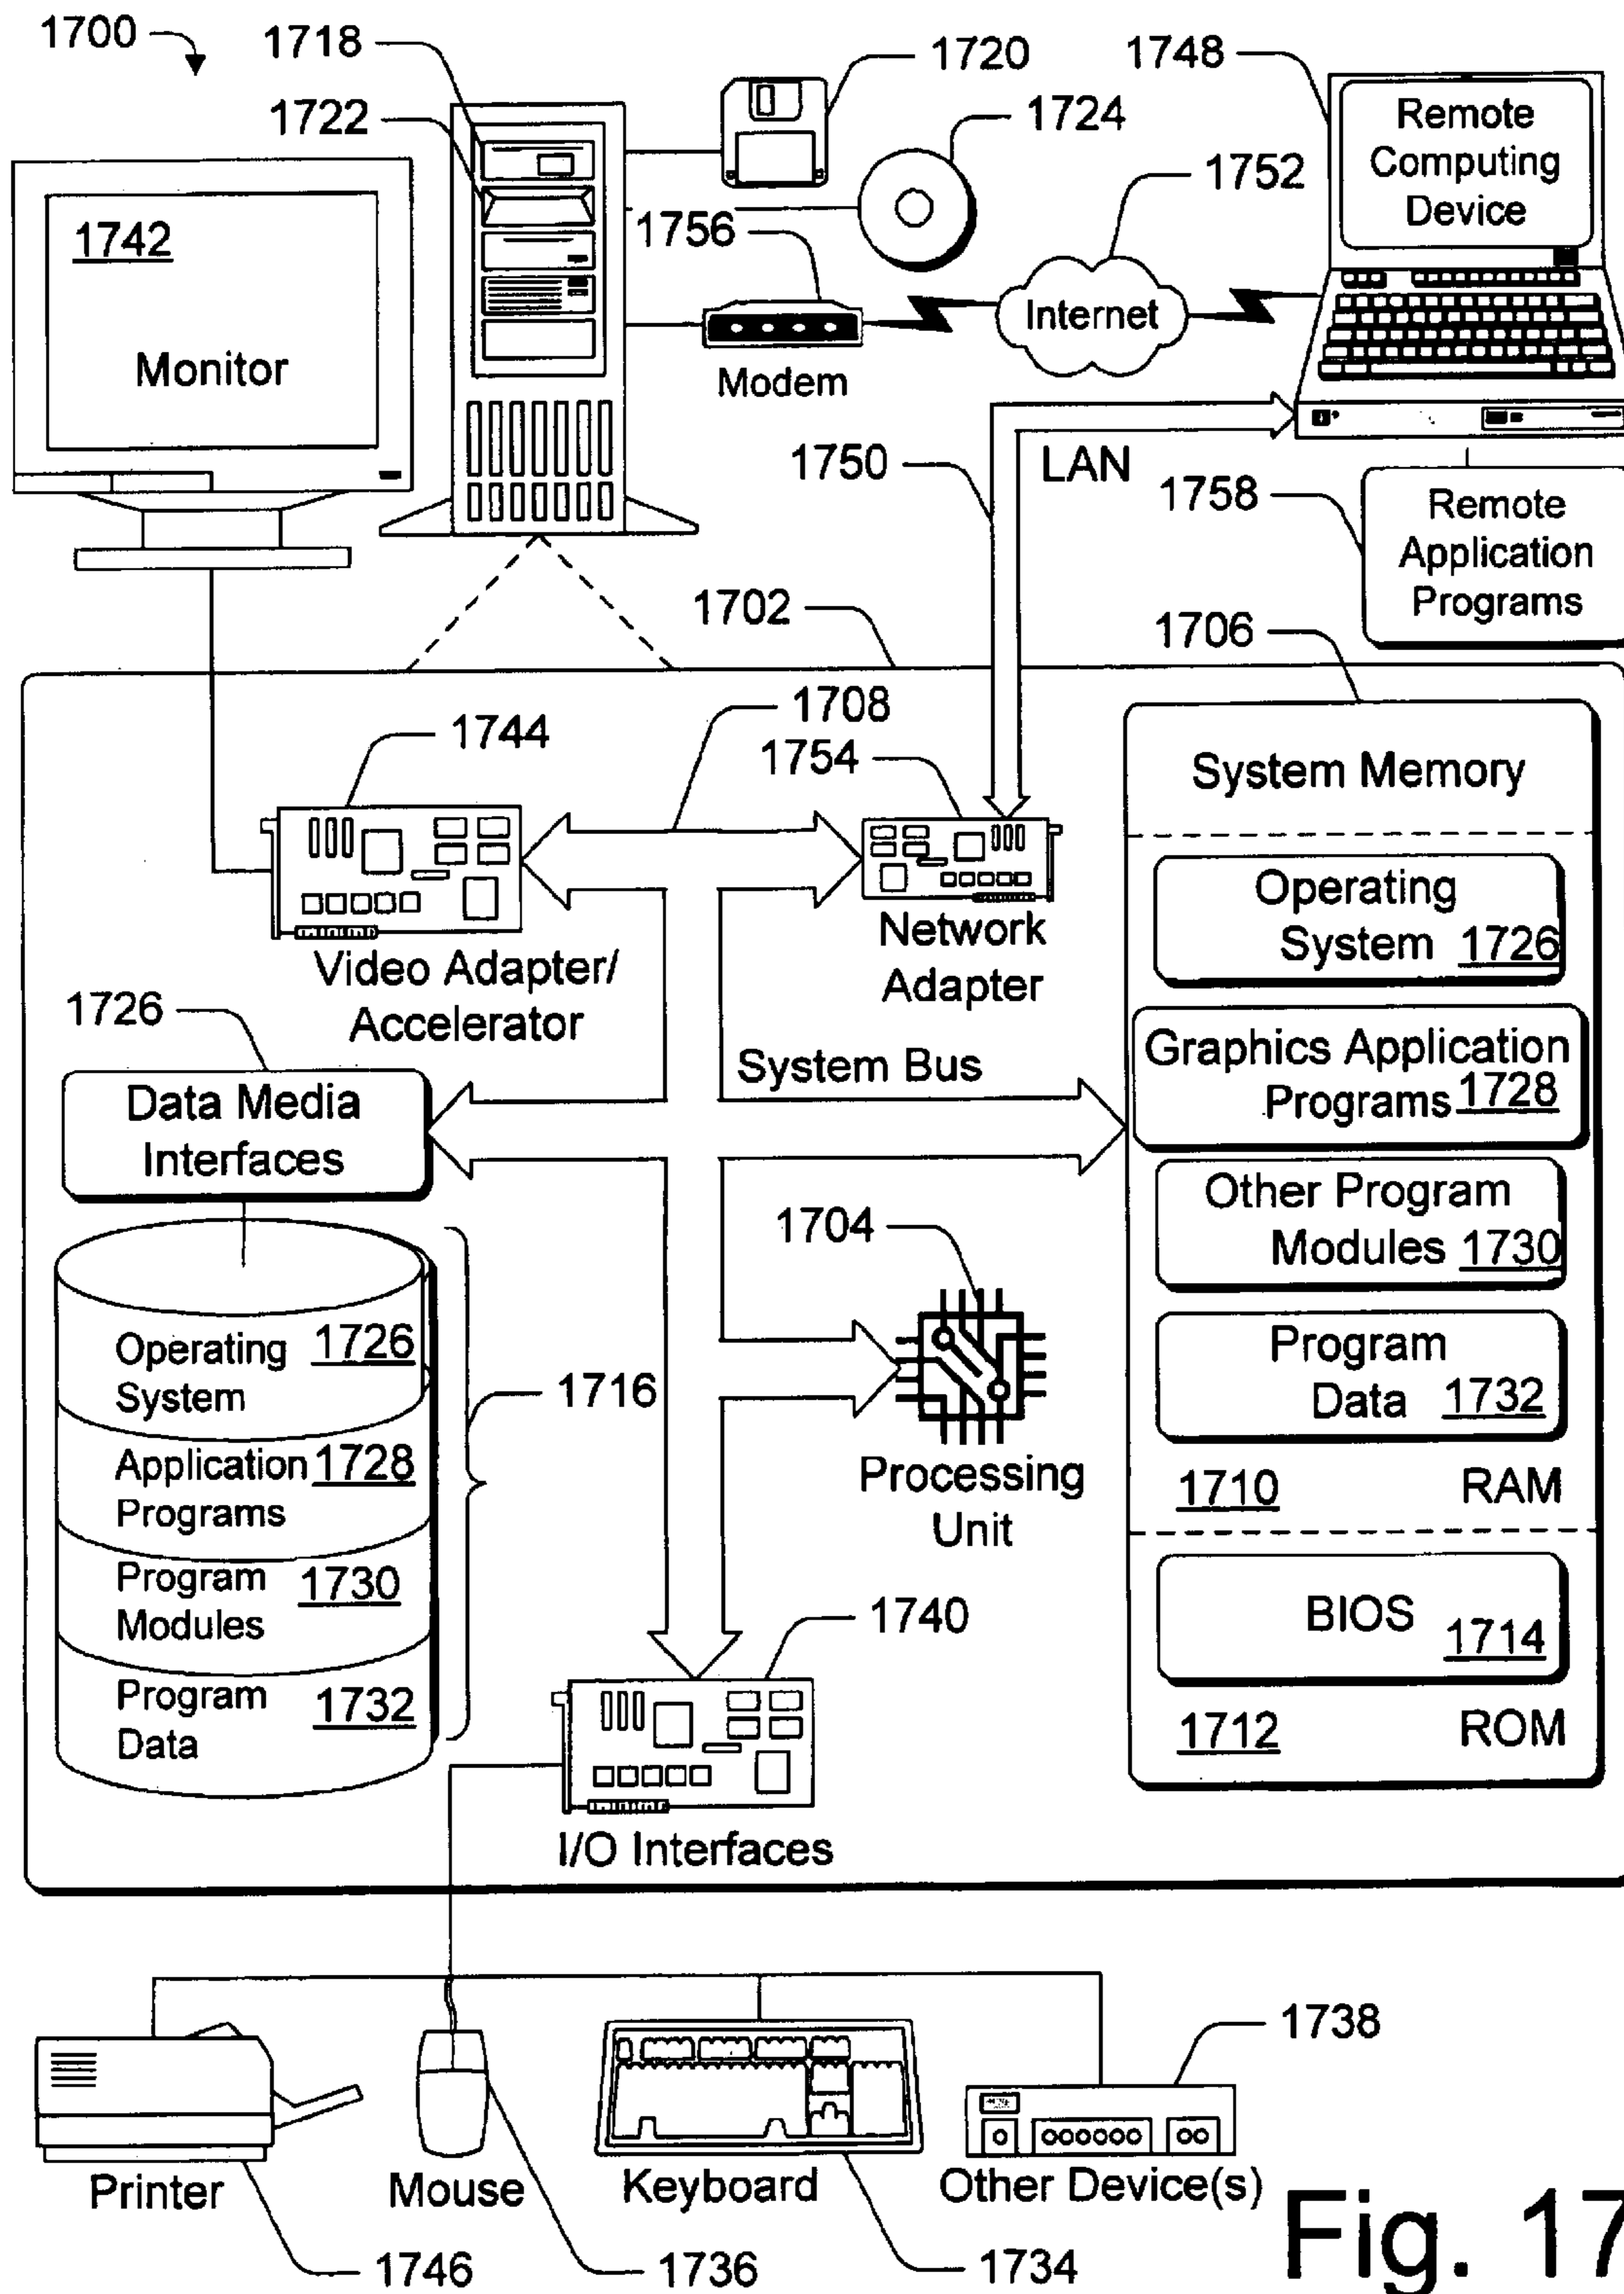 1700
1718
1720
1748
1722
1724
1752
1756
Remote
Computing
Device
1742
Monitor
Internet
Modem
1750
LAN
1758
Remote
Application
Programs
1702
1706
1708
1744
1754
System Memory
Operating
System 1726
Network
Adapter
Video Adapter/
Accelerator
1726
Graphics Application
Programs 1728
System Bus
Data Media
Interfaces
Other Program
Modules 1730
1704
Operating 1726
System
1716
Program
Data 1732
Application 1728
Programs
Processing
Unit
1710 RAM
Program 1730
Modules
1740
BIOS
1714
Program 1732
Data
1712 ROM
I/O Interfaces
1738
Printer
Mouse
Keyboard
Other Device(s)
1746
1736
1734
Fig. 17